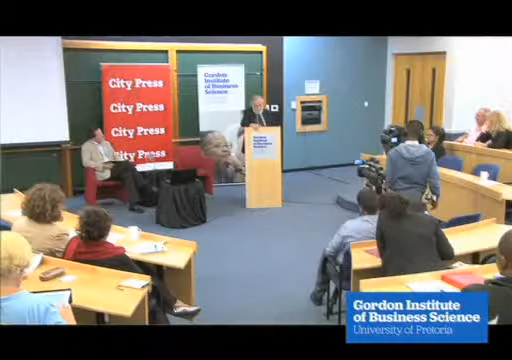 City Press
City Press
City Press
City Press
Gordon
Institute
of Business
Science
Gordon Institute
of Business Science
University of Pretoria